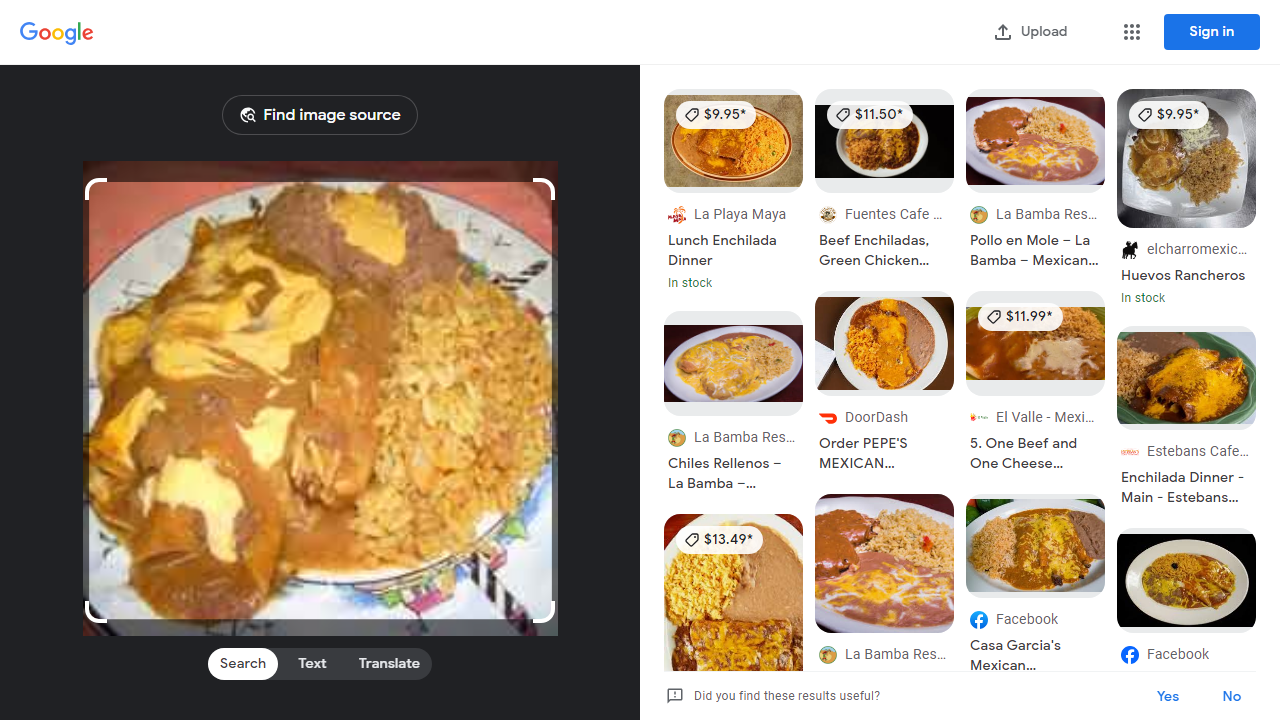 Google
Upload
Sign in
Find image source
Search
Text
Translate
$9.95*
La Playa Maya
Lunch Enchilada
Dinner
In stock
La Bamba Res...
Chiles Rellenos –
La Bamba –...
$13.49*
$11.50*
Fuentes Cafe ...
Beef Enchiladas,
Green Chicken...
DoorDash
Order PEPE'S
MEXICAN...
La Bamba Res...
La Bamba Res...
Pollo en Mole – La
Bamba – Mexican...
$11.99*
El Valle - Mexi...
5. One Beef and
One Cheese...
Facebook
Casa Garcia's
Mexican...
$9.95*
elcharromexic...
Huevos Rancheros
In stock
Estebans Cafe...
Enchilada Dinner -
Main - Estebans...
Facebook
Did you find these results useful?
Yes
No